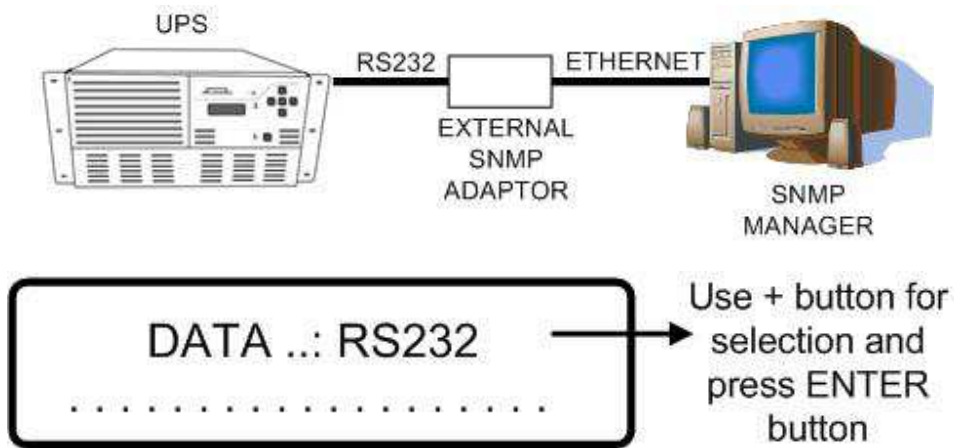 UPS
RS232
ETHERNET
EXTERNAL
SNMP
ADAPTOR
SNMP
MANAGER
DATA ..: RS232
. . . . . . . . . . . . . . . . . .
Use + button for
selection and
press ENTER
button